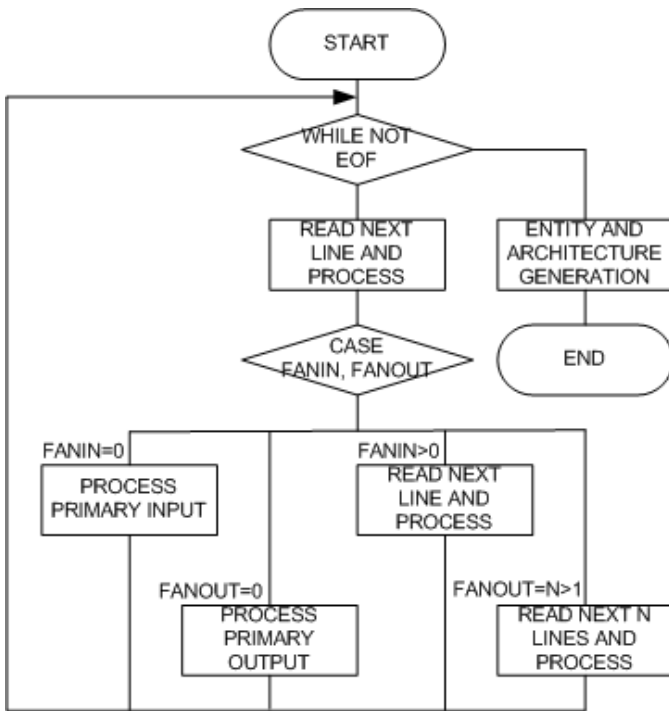 START
WHILE NOT
EOF
READ NEXT
LINE AND
PROCESS
ENTITY AND
ARCHITECTURE
GENERATION
CASE
FANIN, FANOUT
END
FANIN=0
PROCESS
PRIMARY INPUT
FANIN>0
READ NEXT
LINE AND
PROCESS
FANOUT=0
PROCESS
PRIMARY
OUTPUT
FANOUT=N>1
READ NEXT N
LINES AND
PROCESS